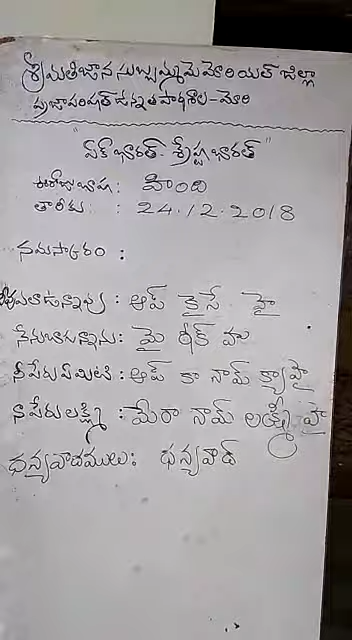 శ్రీమతి జాన సుబ్బమ్మ మెమోరియల్ జిల్లా
ప్రజా పరిషత్ ఉన్నత పాఠశాల - మోరి
"ఏక్ భారత్ - శ్రేష్ట భారత్"
ఈరోజు భాష : హింది
తారీకు : 24.12.2018
నమస్కారం :
ఎలా ఉన్నావు : ఆప్ కైసే హై
నేను బాగున్నాను : మై ఠీక్ హు
నీ పేరు ఏమిటి : ఆప్ కా నామ్ క్యా హై
నా పేరు లక్ష్మి : మేరా నామ్ లక్ష్మీ హై
ధన్యవాదములు : ధన్యవాద్